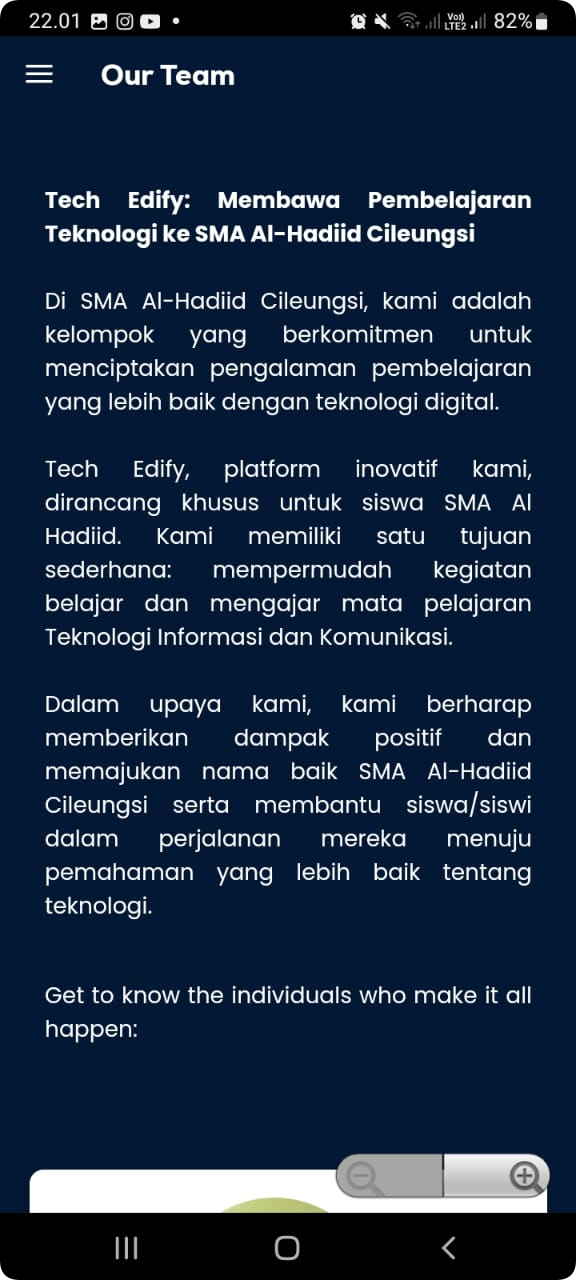 22.01 Vo)) LTE2 82%
Our Team
Tech Edify: Membawa Pembelajaran
Teknologi ke SMA Al-Hadiid Cileungsi
Di SMA Al-Hadiid Cileungsi, kami adalah
kelompok yang berkomitmen untuk
menciptakan pengalaman pembelajaran
yang lebih baik dengan teknologi digital.
Tech Edify, platform inovatif kami,
dirancang khusus untuk siswa SMA Al
Hadiid. Kami memiliki satu tujuan
sederhana: mempermudah kegiatan
belajar dan mengajar mata pelajaran
Teknologi Informasi dan Komunikasi.
Dalam upaya kami, kami berharap
memberikan dampak positif dan
memajukan nama baik SMA Al-Hadiid
Cileungsi serta membantu siswa/siswi
dalam perjalanan mereka menuju
pemahaman yang lebih baik tentang
teknologi.
Get to know the individuals who make it all
happen: